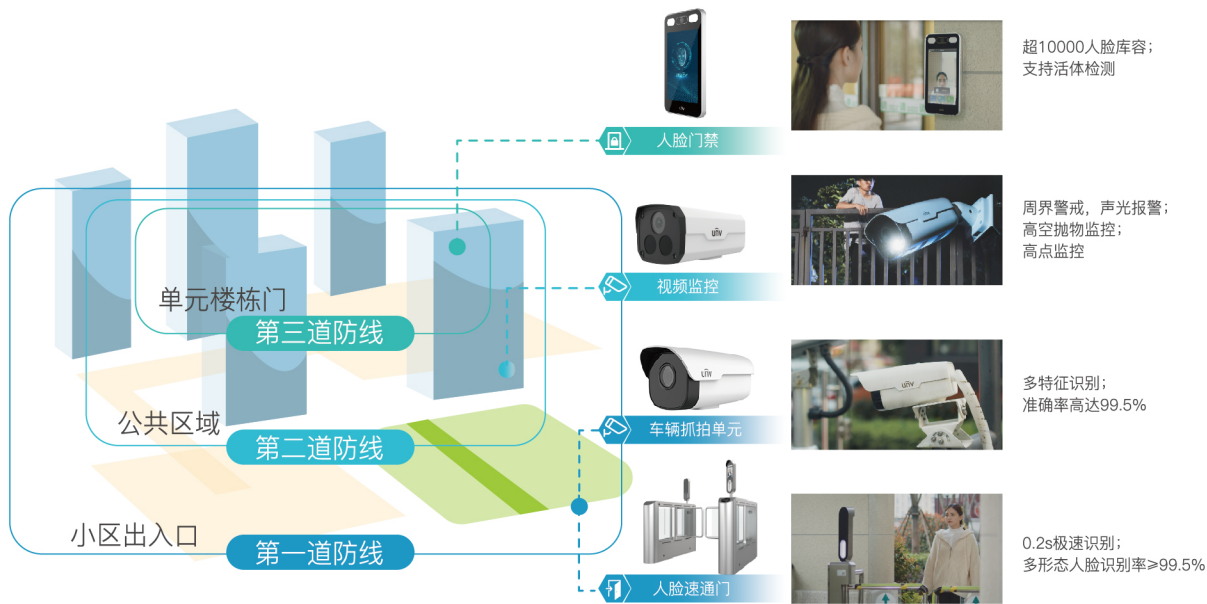 超10000人脸库容；
支持活体检测
人脸门禁
周界警戒，声光报警；
高空抛物监控；
高点监控
unv
视频监控
单元楼栋门
第三道防线
unv
unv
多特征识别；
准确率高达99.5%
车辆抓拍单元
公共区域
第二道防线
小区出入口
第一道防线
0.2s极速识别；
多形态人脸识别率≥99.5%
人脸速通门